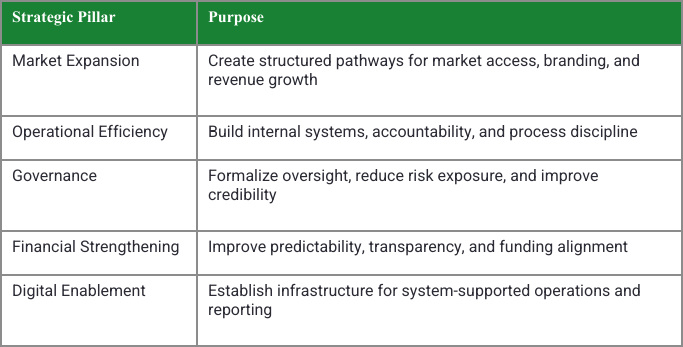 Strategic Pillar Purpose
Market Expansion Create structured pathways for market access, branding, and
revenue growth
Operational Efficiency Build internal systems, accountability, and process discipline
Governance Formalize oversight, reduce risk exposure, and improve
credibility
Financial Strengthening Improve predictability, transparency, and funding alignment
Digital Enablement Establish infrastructure for system-supported operations and
reporting